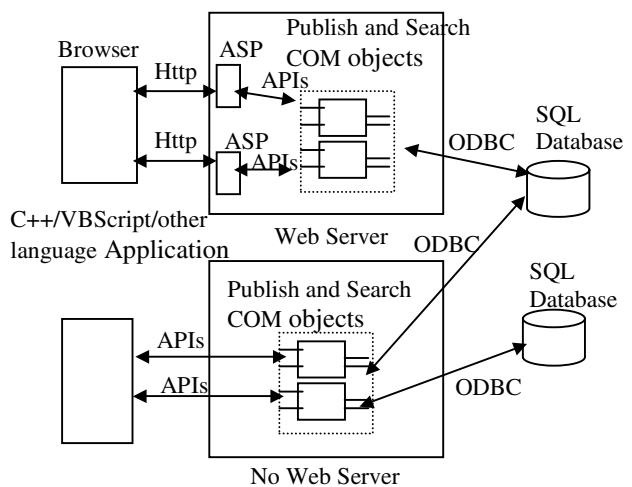 Publish and Search
COM objects
Browser
ASP
Http
APIs
Http
ASP
APIs
ODBC
SQL
Database
C++/VBScript/other
language Application
Web Server
ODBC
Publish and Search
COM objects
SQL
Database
APIs
APIs
ODBC
No Web Server